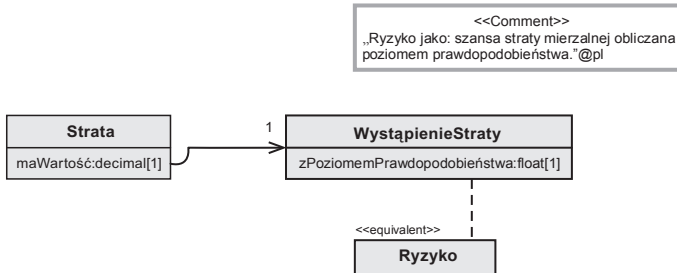 <<Comment>>
„Ryzyko jako: szansa straty mierzalnej obliczana
poziomem prawdopodobieństwa.”@pl
Strata
1
WystąpienieStraty
maWartość:decimal[1]
zPoziomemPrawdopodobieństwa:float[1]
<<equivalent>>
Ryzyko